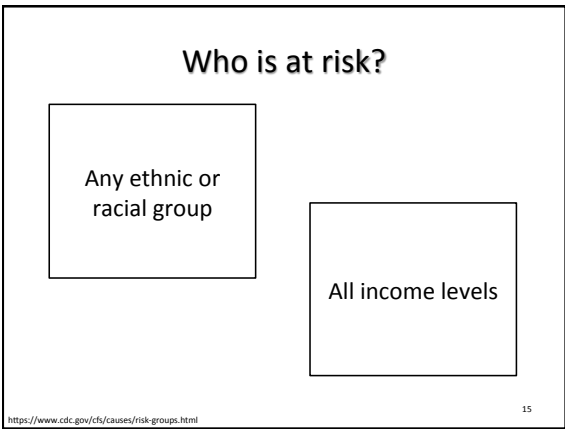 Who is at risk?
Any ethnic or
racial group
All income levels
https://www.cdc.gov/cfs/causes/risk-groups.html
15